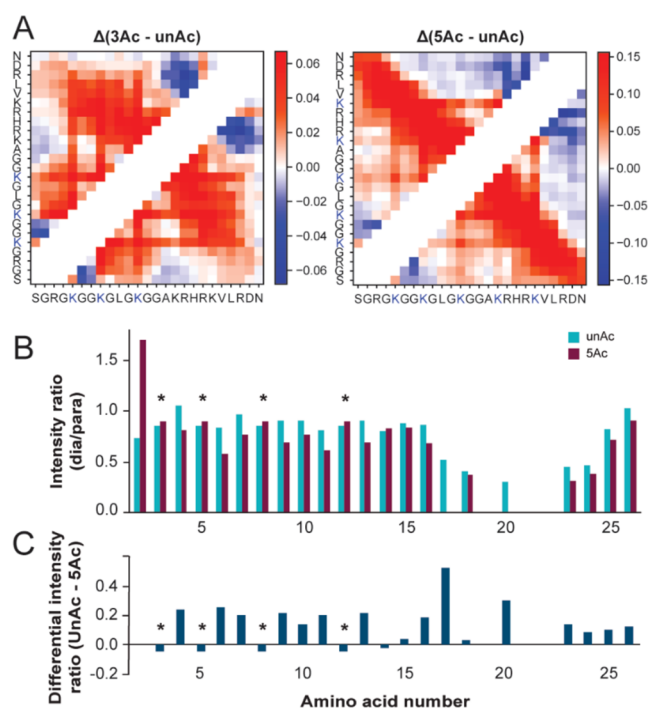 A
Δ(3Ac - unAc)
Δ(5Ac - unAc)
N
D
R
L
V
K
R
H
R
K
A
G
G
K
G
L
G
K
G
G
K
G
R
G
S
SGRGKGGKGLGKGGAKRHRKVLRDN
0.06
0.04
0.02
0.00
−0.02
−0.04
−0.06
N
D
R
L
V
K
R
H
R
K
A
G
G
K
G
L
G
K
G
G
K
G
R
G
S
SGRGKGGKGLGKGGAKRHRKVLRDN
0.15
0.10
0.05
0.00
−0.05
−0.10
−0.15
B
unAc
5Ac
Intensity ratio
(dia/para)
1.5
1.0
0.5
0.0
* * * *
5 10 15 20 25
C
Differential intensity
ratio (UnAc - 5Ac)
0.4
0.2
0.0
-0.2
* * * *
5 10 15 20 25
Amino acid number